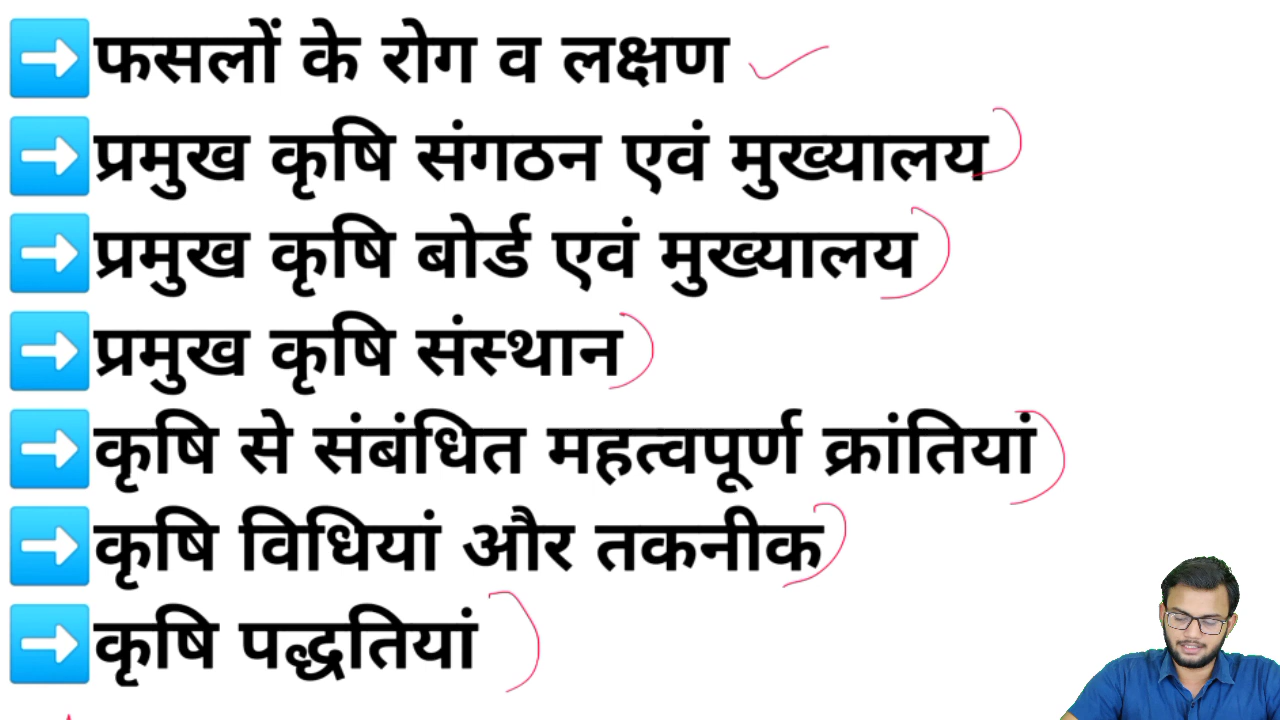 ➡️फसलों के रोग व लक्षण
➡️प्रमुख कृषि संगठन एवं मुख्यालय
➡️प्रमुख कृषि बोर्ड एवं मुख्यालय
➡️प्रमुख कृषि संस्थान
➡️कृषि से संबंधित महत्वपूर्ण क्रांतियां
➡️कृषि विधियां और तकनीक
➡️कृषि पद्धतियां